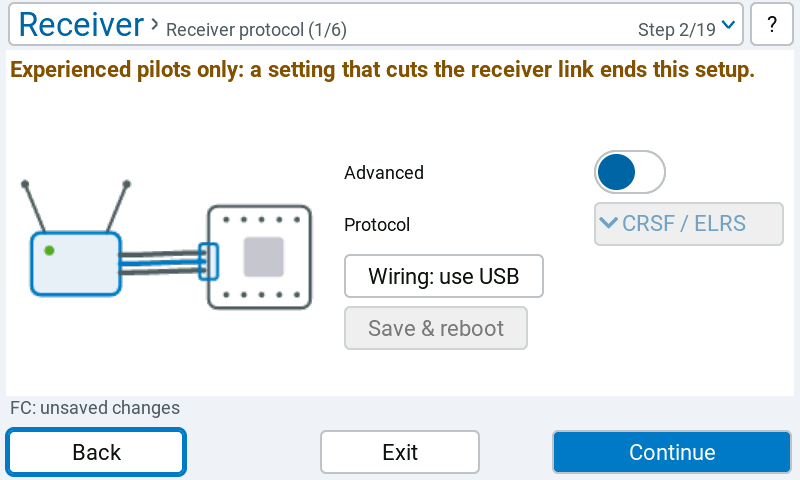 Receiver › Receiver protocol (1/6) Step 2/19 ?
Experienced pilots only: a setting that cuts the receiver link ends this setup.
Advanced
Protocol CRSF / ELRS
Wiring: use USB
Save & reboot
FC: unsaved changes
Back Exit Continue